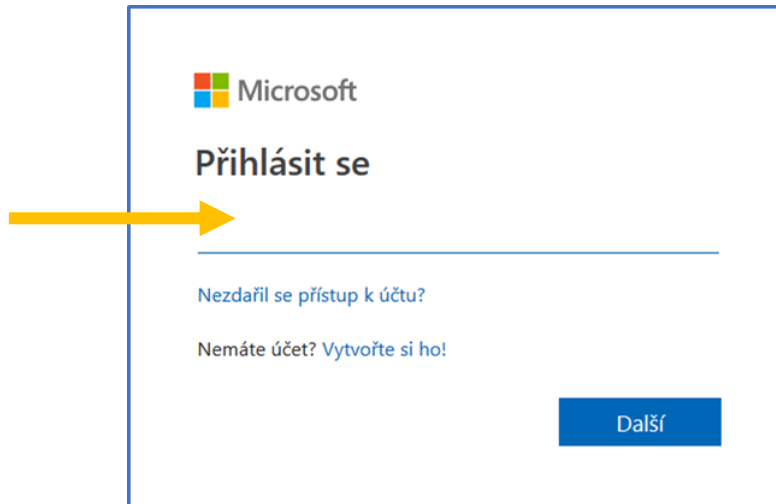 Microsoft
Přihlásit se
Nezdařil se přístup k účtu?
Nemáte účet? Vytvořte si ho!
Další